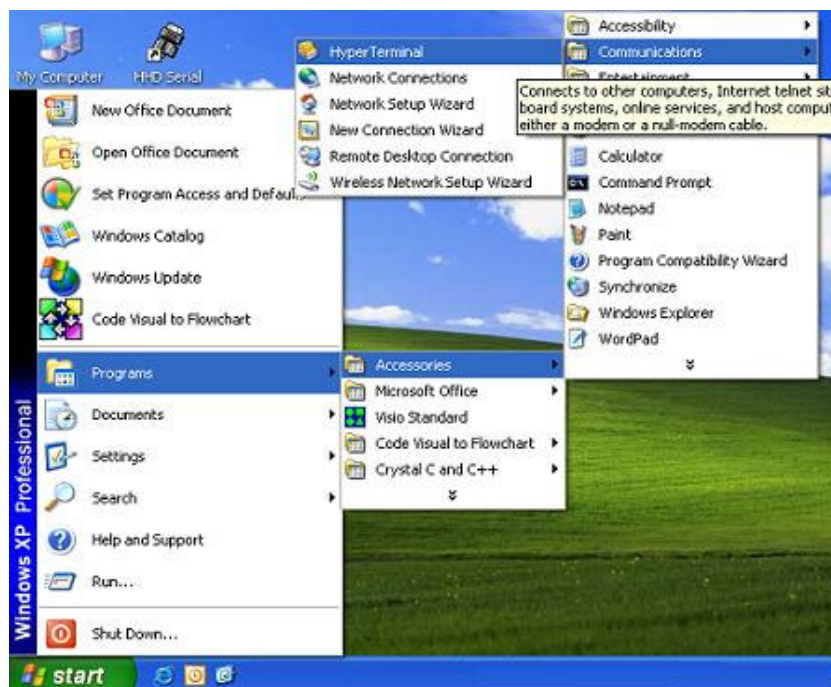 My Computer
HHD Serial
New Office Document
Open Office Document
Set Program Access and
Windows Catalog
Windows Update
Code Visual to Flowchart
Programs
Documents
Settings
Search
Help and Support
Run...
Shut Down...
Windows XP Professional
start
Accessories
Microsoft Office
Visio Standard
Code Visual to Flowchart
Crystal C and C++
Accessibility
Communications
Entertainment
Calculator
Command Prompt
Notepad
Paint
Program Compatibility Wizard
Synchronize
Windows Explorer
WordPad
HyperTerminal
Network Connections
Network Setup Wizard
New Connection Wizard
Remote Desktop Connection
Wireless Network Setup Wizard
Connects to other computers, Internet telnet
board systems, online services, and host
either a modem or a null-modem cable.